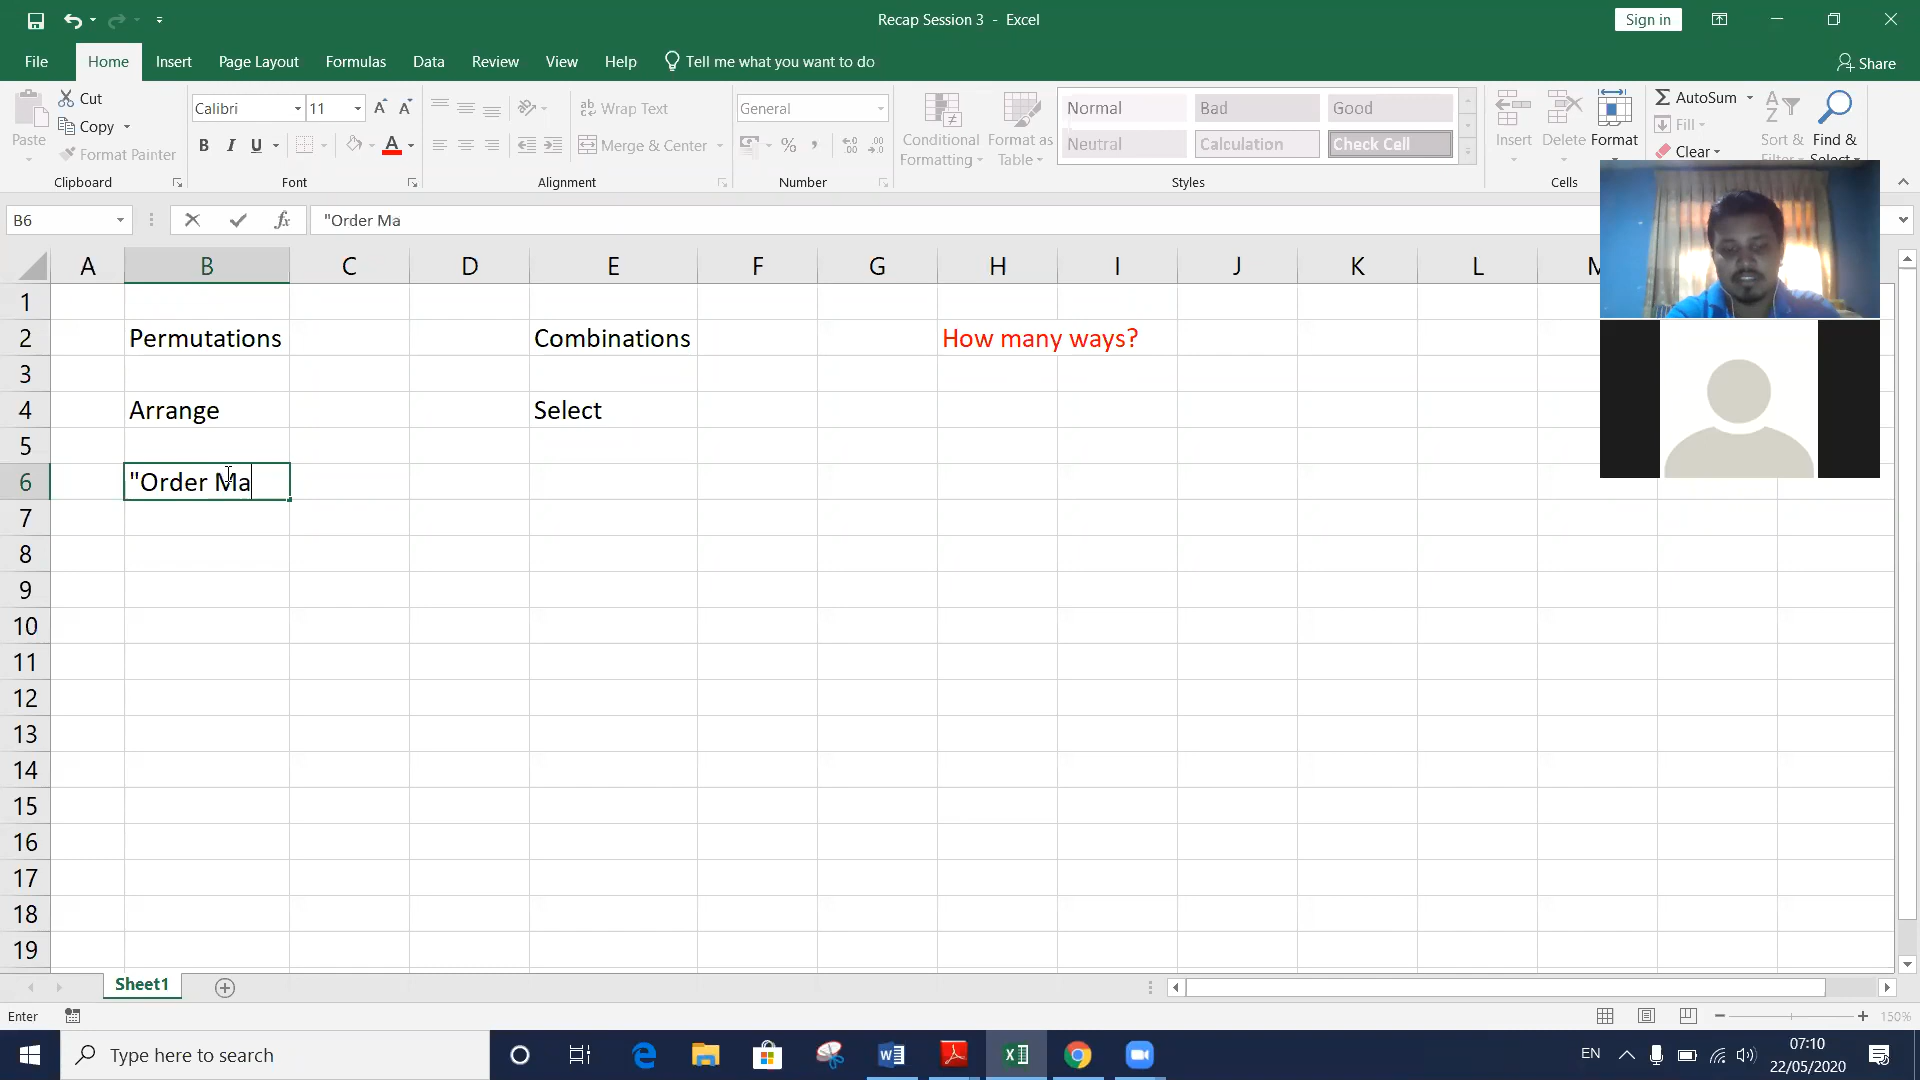 Recap Session 3 - Excel
Sign in
File Home Insert Page Layout Formulas Data Review View Help Tell me what you want to do Share
Paste
Cut
Copy
Format Painter
Clipboard
Calibri 11
B I U A
Font
Wrap Text
Merge & Center
Alignment
General
%
Number
Conditional Formatting
Format as Table
Normal Bad Good
Neutral Calculation Check Cell
Styles
Insert Delete Format
Cells
AutoSum
Fill
Clear
Sort & Filter
Find & Select
B6 fx "Order Ma
A B C D E F G H I J K L M
1
2 Permutations Combinations How many ways?
3
4 Arrange Select
5
6 "Order Ma
7
8
9
10
11
12
13
14
15
16
17
18
19
Sheet1
Enter 150%
Type here to search
EN
07:10
22/05/2020